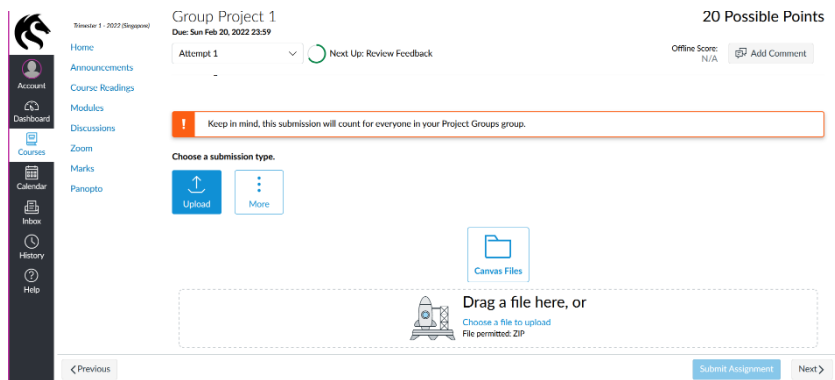 Account
Dashboard
Courses
Calendar
Inbox
History
Help
Trimester 1 - 2022 (Singapore)
Home
Announcements
Course Readings
Modules
Discussions
Zoom
Marks
Panopto
Group Project 1
20 Possible Points
Due: Sun Feb 20, 2022 23:59
Attempt 1
Next Up: Review Feedback
Offline Score:
N/A
Add Comment
! Keep in mind, this submission will count for everyone in your Project Groups group.
Choose a submission type.
Upload
More
Canvas Files
Drag a file here, or
Choose a file to upload
File permitted: ZIP
Previous
Submit Assignment
Next